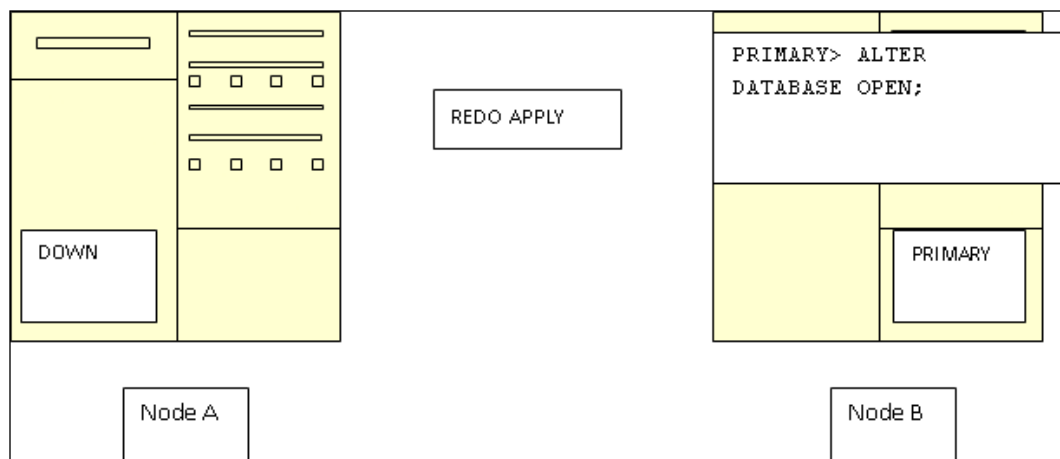 PRIMARY> ALTER
DATABASE OPEN;
REDO APPLY
DOWN
PRIMARY
Node A
Node B